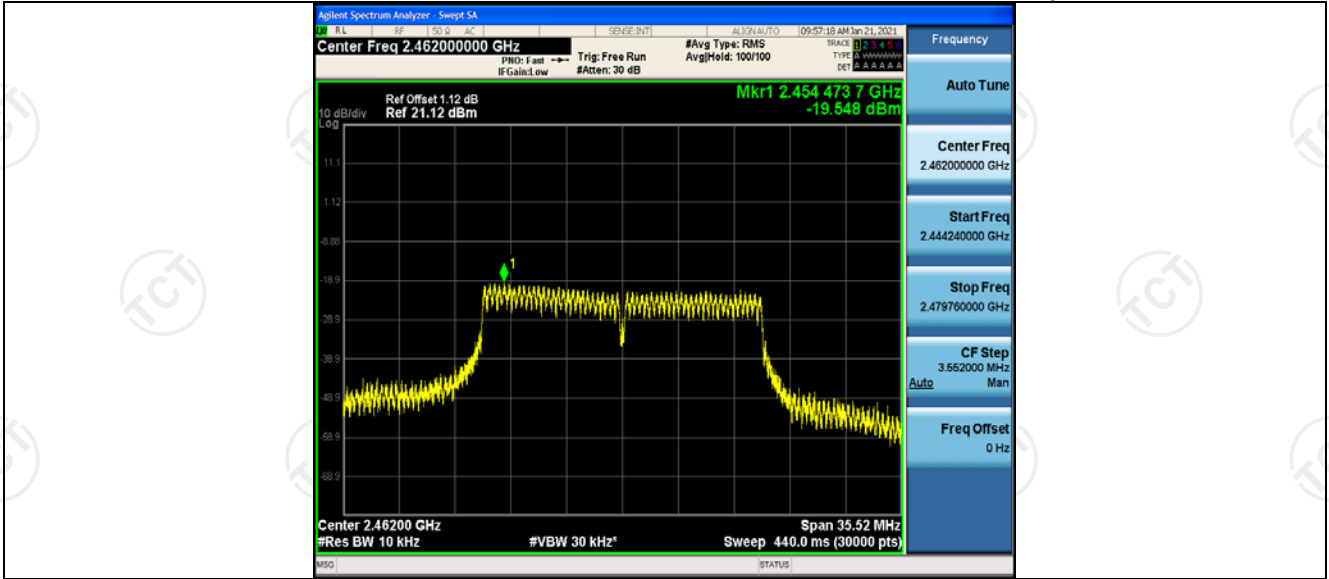 Agilent Spectrum Analyzer - Swept SA
RL RF 50 Ω AC SENSE:INT ALIGNAUTO 09:57:18 AM Jan 21, 2021
Center Freq 2.462000000 GHz
PNO: Fast
IFGain:Low
Trig: Free Run
#Atten: 30 dB
#Avg Type: RMS
Avg|Hold: 100/100
TRACE 1 2 3 4 5 6
TYPE A
DET A A A A A A
Frequency
Mkr1 2.454 473 7 GHz
-19.548 dBm
Ref Offset 1.12 dB
10 dB/div Ref 21.12 dBm
Log
11.1
1.12
-8.88
-18.9
-28.9
-38.9
-48.9
-58.9
-68.9
1
Center 2.46200 GHz Span 35.52 MHz
#Res BW 10 kHz #VBW 30 kHz* Sweep 440.0 ms (30000 pts)
MSG STATUS
Auto Tune
Center Freq
2.462000000 GHz
Start Freq
2.444240000 GHz
Stop Freq
2.479760000 GHz
CF Step
3.552000 MHz
Auto Man
Freq Offset
0 Hz
TCT
TCT